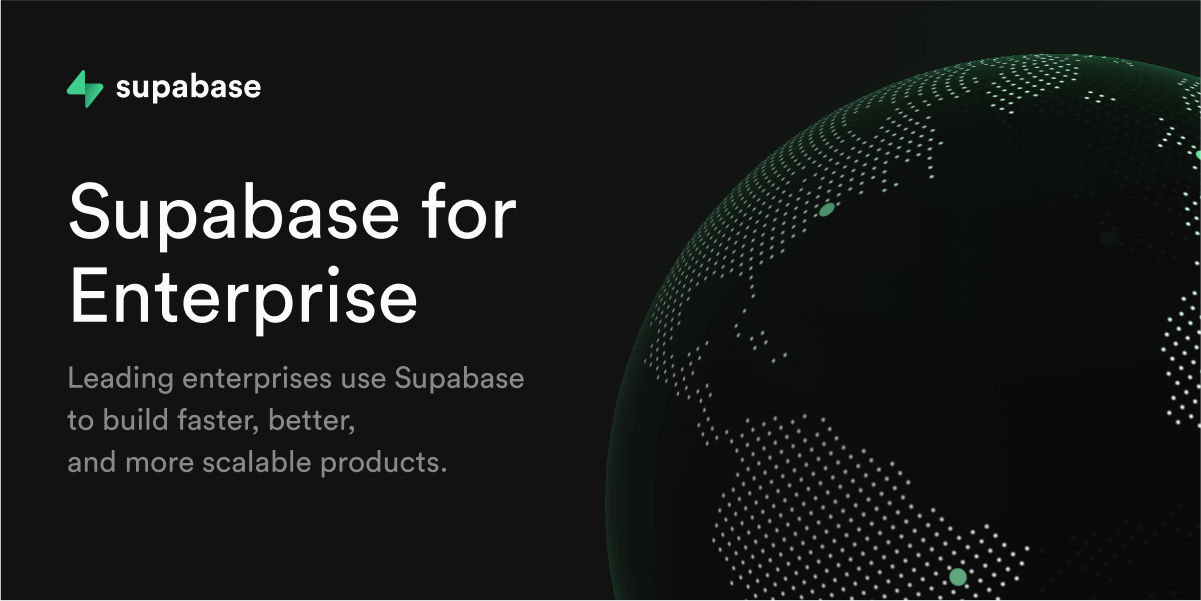 supabase
Supabase for
Enterprise
Leading enterprises use Supabase
to build faster, better,
and more scalable products.